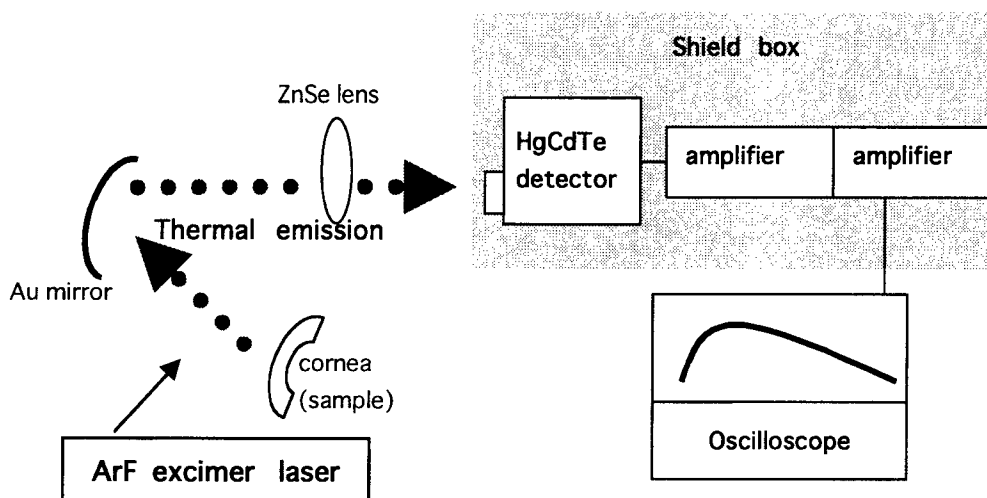 Shield box
ZnSe lens
HgCdTe
detector
amplifier
amplifier
Thermal emission
Au mirror
cornea
(sample)
ArF excimer laser
Oscilloscope